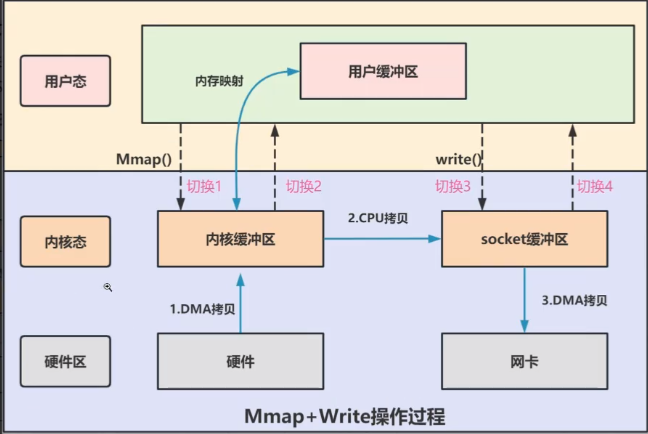 用户态
用户缓冲区
内存映射
Mmap()
write()
切换1
切换2
切换3
切换4
内核态
内核缓冲区
2.CPU拷贝
socket缓冲区
1.DMA拷贝
3.DMA拷贝
硬件区
硬件
网卡
Mmap+Write操作过程